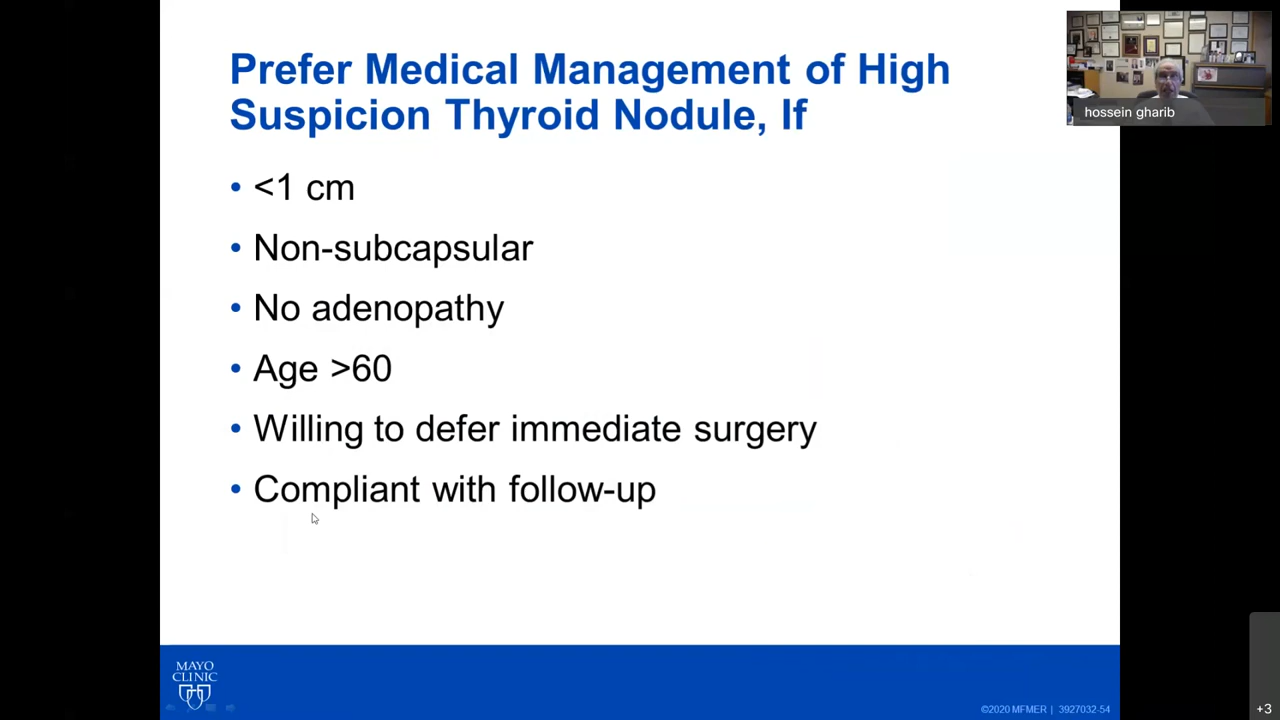 Prefer Medical Management of High
Suspicion Thyroid Nodule, If
hossein gharib
• <1 cm
• Non-subcapsular
• No adenopathy
• Age >60
• Willing to defer immediate surgery
• Compliant with follow-up
MAYO
CLINIC
©2020 MFMER | 3927032-54
+3